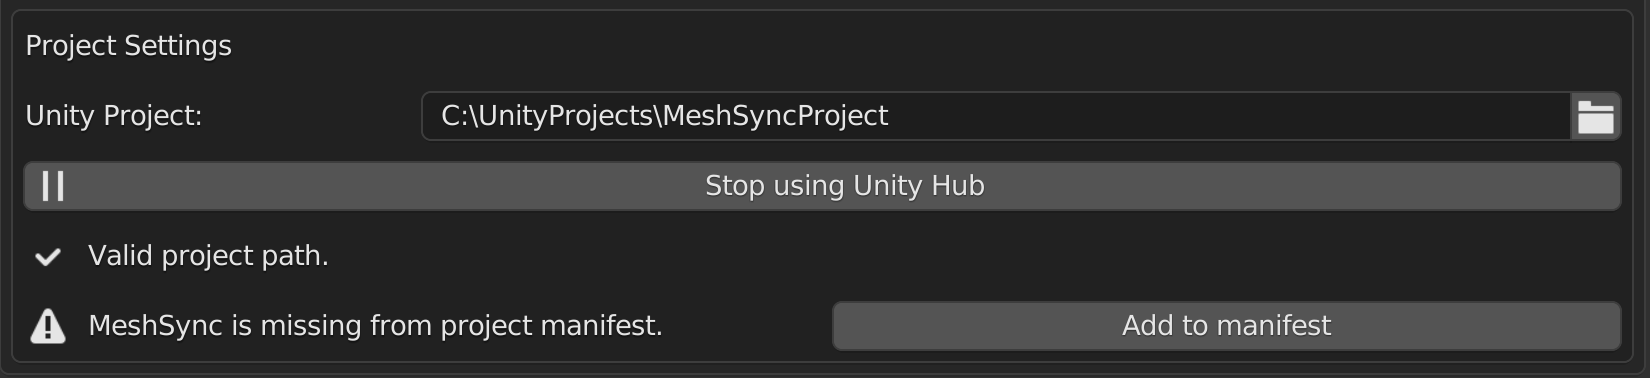 Project Settings
Unity Project: C:\UnityProjects\MeshSyncProject
Stop using Unity Hub
Valid project path.
MeshSync is missing from project manifest. Add to manifest